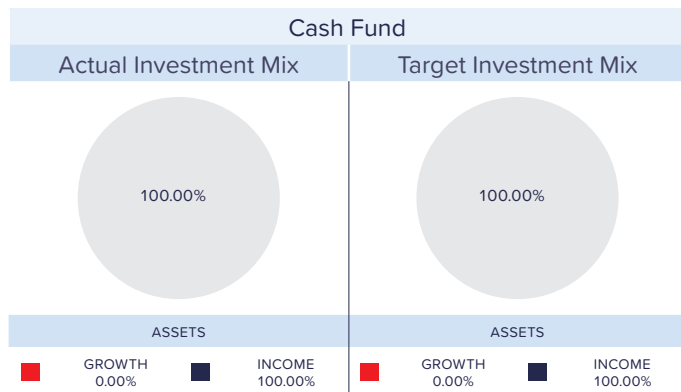 Cash Fund
Actual Investment Mix
Target Investment Mix
100.00%
100.00%
ASSETS
ASSETS
GROWTH
0.00%
INCOME
100.00%
GROWTH
0.00%
INCOME
100.00%